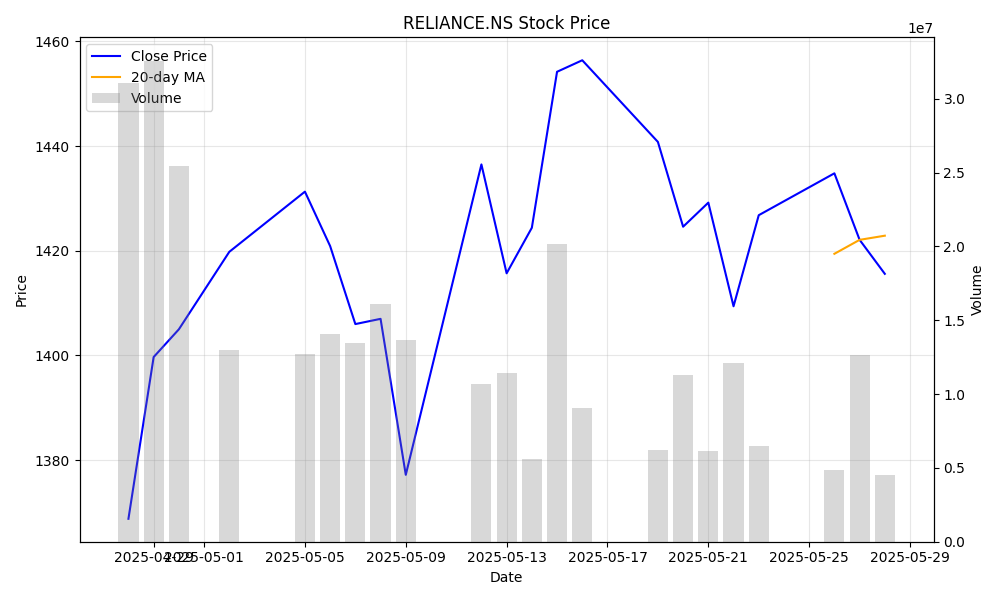 RELIANCE.NS Stock Price
1e7
Close Price
20-day MA
Volume
1460
1440
1420
1400
1380
Price
3.0
2.5
2.0
1.5
1.0
0.5
0.0
Volume
2025-04-29
2025-05-01
2025-05-05
2025-05-09
2025-05-13
2025-05-17
2025-05-21
2025-05-25
2025-05-29
Date